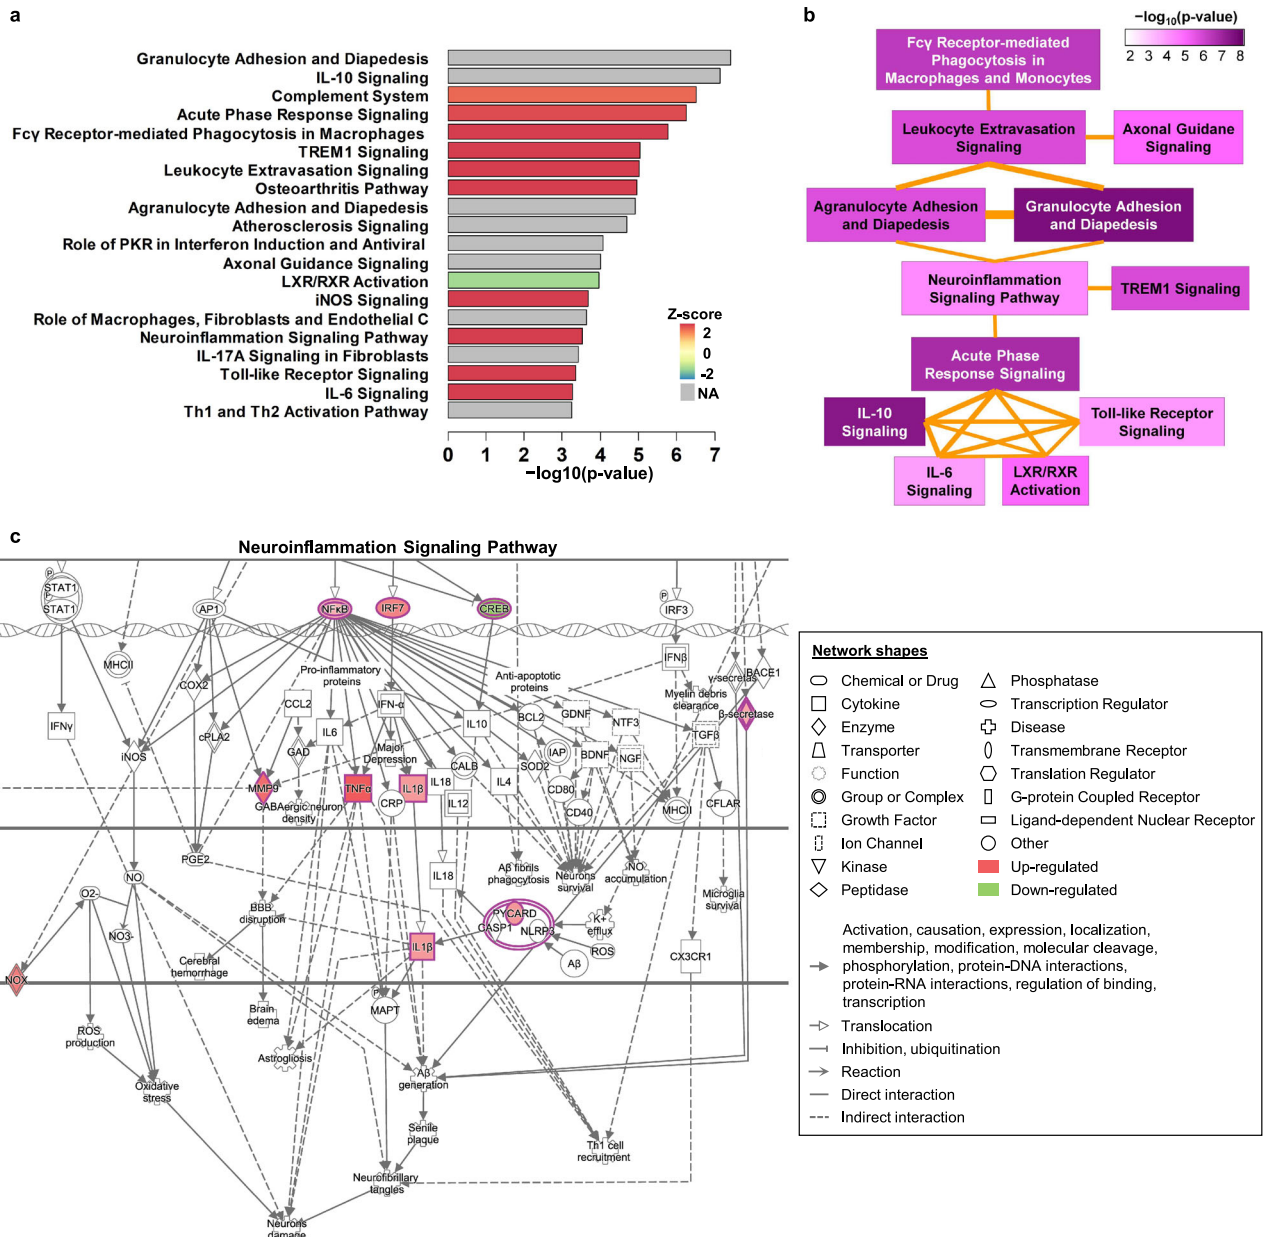 a
Granulocyte Adhesion and Diapedesis
IL-10 Signaling
Complement System
Acute Phase Response Signaling
Fcγ Receptor-mediated Phagocytosis in Macrophages
TREM1 Signaling
Leukocyte Extravasation Signaling
Osteoarthritis Pathway
Agranulocyte Adhesion and Diapedesis
Atherosclerosis Signaling
Role of PKR in Interferon Induction and Antiviral
Axonal Guidance Signaling
LXR/RXR Activation
iNOS Signaling
Role of Macrophages, Fibroblasts and Endothelial C
Neuroinflammation Signaling Pathway
IL-17A Signaling in Fibroblasts
Toll-like Receptor Signaling
IL-6 Signaling
Th1 and Th2 Activation Pathway
Z-score
2
0
-2
NA
0 1 2 3 4 5 6 7
−log10(p-value)
b
−log10(p-value)
2 3 4 5 6 7 8
Fcγ Receptor-mediated
Phagocytosis in
Macrophages and Monocytes
Leukocyte Extravasation
Signaling
Axonal Guidane
Signaling
Agranulocyte Adhesion
and Diapedesis
Granulocyte Adhesion
and Diapedesis
Neuroinflammation
Signaling Pathway
TREM1 Signaling
Acute Phase
Response Signaling
IL-10
Signaling
Toll-like Receptor
Signaling
IL-6
Signaling
LXR/RXR
Activation
c
Neuroinflammation Signaling Pathway
P
STAT1
P
STAT1
AP1
NFκB
IRF7
CREB
P
IRF3
MHCII
COX2
Pro-inflammatory
proteins
Anti-apoptotic
proteins
IFNβ
γ-secretas
BACE1
Myelin debris
clearance
β-secretase
IFNγ
iNOS
cPLA2
CCL2
GAD
IL6
IFN-α
Major
Depression
IL10
BCL2
GDNF
NTF3
TGFβ
IAP
BDNF
NGF
SOD2
CALB
MMP9
GABAergic neuron
density
TNFα
CRP
IL1β
IL18
IL12
IL4
CD80
CD40
MHCII
CFLAR
PGE2
NO
IL18
Aβ fibrils
phagocytosis
Neurons
survival
NO
accumulation
Microglia
survival
O2-
NO3-
BBB
disruption
Cerebral
hemorrhage
IL1β
PYCARD
CASP1
NLRP3
K+
efflux
ROS
Aβ
CX3CR1
NOX
ROS
production
Brain
edema
P
MAPT
Astrogliosis
Oxidative
stress
Aβ
generation
Senile
plaque
Th1 cell
recruitment
Neurofibrillary
tangles
Neurons
damage
Network shapes
Chemical or Drug
Cytokine
Enzyme
Transporter
Function
Group or Complex
Growth Factor
Ion Channel
Kinase
Peptidase
Phosphatase
Transcription Regulator
Disease
Transmembrane Receptor
Translation Regulator
G-protein Coupled Receptor
Ligand-dependent Nuclear Receptor
Other
Up-regulated
Down-regulated
Activation, causation, expression, localization,
membership, modification, molecular cleavage,
phosphorylation, protein-DNA interactions,
protein-RNA interactions, regulation of binding,
transcription
Translocation
Inhibition, ubiquitination
Reaction
Direct interaction
Indirect interaction